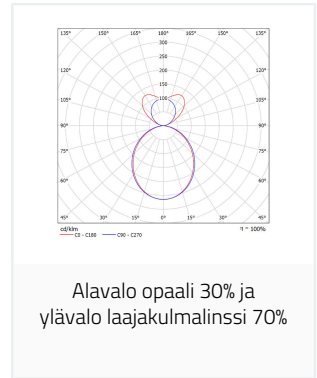 135° 150° 165° 180° 165° 150° 135°
300
250
120° 200 120°
150
105° 100 105°
90° 90°
75° 75°
60° 60°
45° 30° 15° 0° 15° 30° 45°
cd/klm η = 100%
C0 - C180 C90 - C270
Alavalo opaali 30% ja
ylävalo laajakulmalinssi 70%